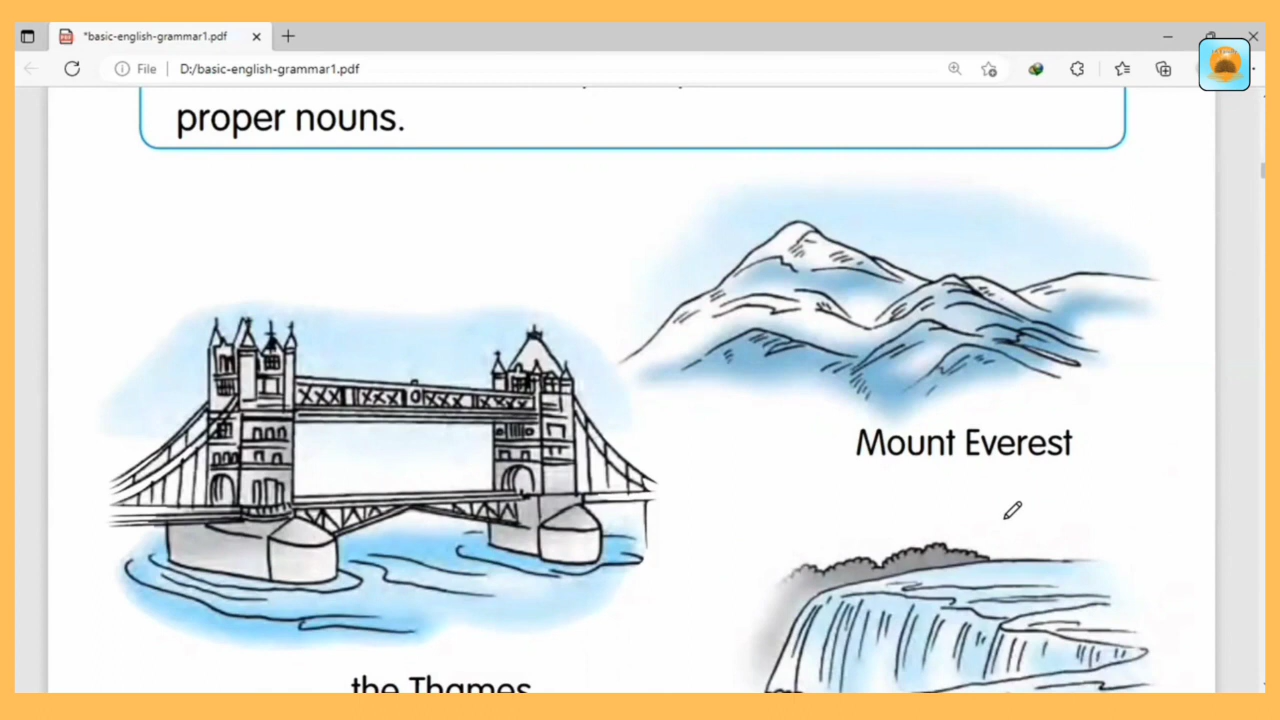 *basic-english-grammar1.pdf
File
D:/basic-english-grammar1.pdf
proper nouns.
Mount Everest
the Thames